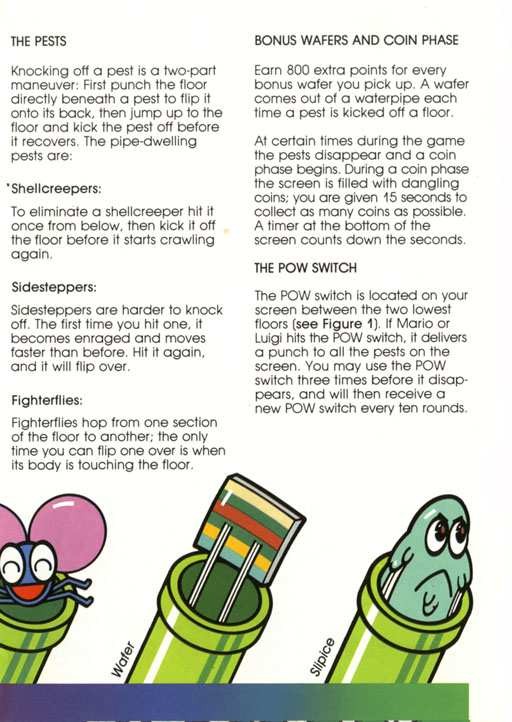 THE PESTS
Knocking off a pest is a two-part
maneuver: First punch the floor
directly beneath a pest to flip it
onto its back, then jump up to the
floor and kick the pest off before
it recovers. The pipe-dwelling
pests are:
*Shellcreepers:
To eliminate a shellcreeper hit it
once from below, then kick it off
the floor before it starts crawling
again.
Sidesteppers:
Sidesteppers are harder to knock
off. The first time you hit one, it
becomes enraged and moves
faster than before. Hit it again,
and it will flip over.
Fighterflies:
Fighterflies hop from one section
of the floor to another; the only
time you can flip one over is when
its body is touching the floor.
BONUS WAFERS AND COIN PHASE
Earn 800 extra points for every
bonus wafer you pick up. A wafer
comes out of a waterpipe each
time a pest is kicked off a floor.
At certain times during the game
the pests disappear and a coin
phase begins. During a coin phase
the screen is filled with dangling
coins; you are given 15 seconds to
collect as many coins as possible.
A timer at the bottom of the
screen counts down the seconds.
THE POW SWITCH
The POW switch is located on your
screen between the two lowest
floors (see Figure 1). If Mario or
Luigi hits the POW switch, it delivers
a punch to all the pests on the
screen. You may use the POW
switch three times before it disap-
pears, and will then receive a
new POW switch every ten rounds.
Wafer
Slipice